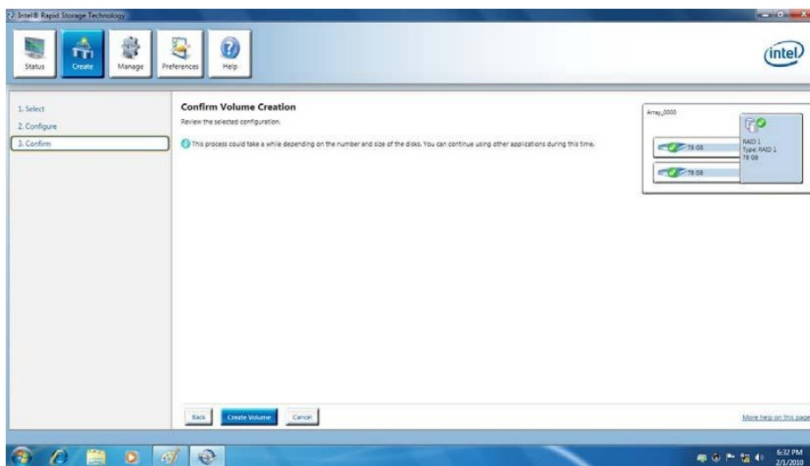 Intel® Rapid Storage Technology
Status
Create
Manage
Preferences
Help
intel
1. Select
2. Configure
3. Confirm
Confirm Volume Creation
Review the selected configuration.
This process could take a while depending on the number and size of the disks. You can continue using other applications during this time.
Array_0000
78 GB
78 GB
RAID 1
Type: RAID 1
78 GB
Back
Create Volume
Cancel
More help on this page
6:32 PM
2/1/2010